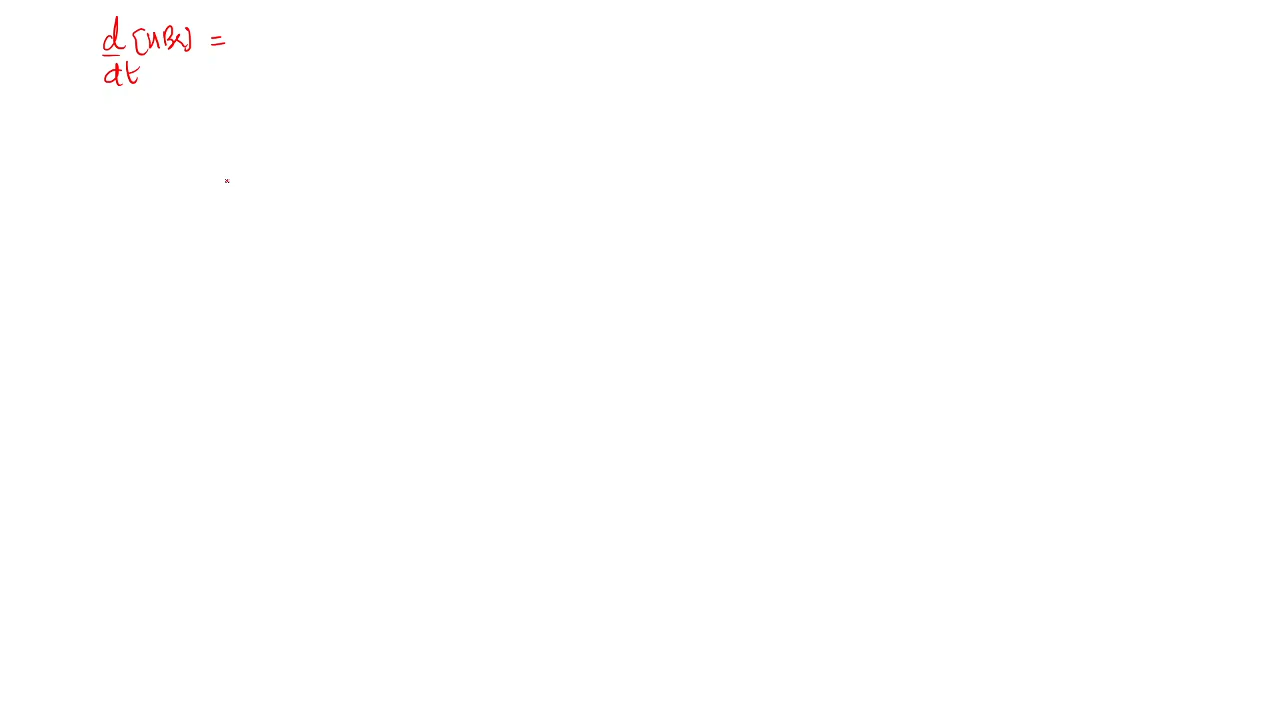 d/dt [HBr] =